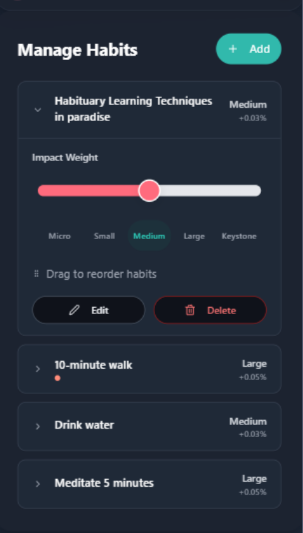 Manage Habits
+ Add
Habituary Learning Techniques
in paradise
Medium
+0.03%
Impact Weight
Micro Small Medium Large Keystone
Drag to reorder habits
Edit
Delete
10-minute walk
Large
+0.05%
Drink water
Medium
+0.03%
Meditate 5 minutes
Large
+0.05%